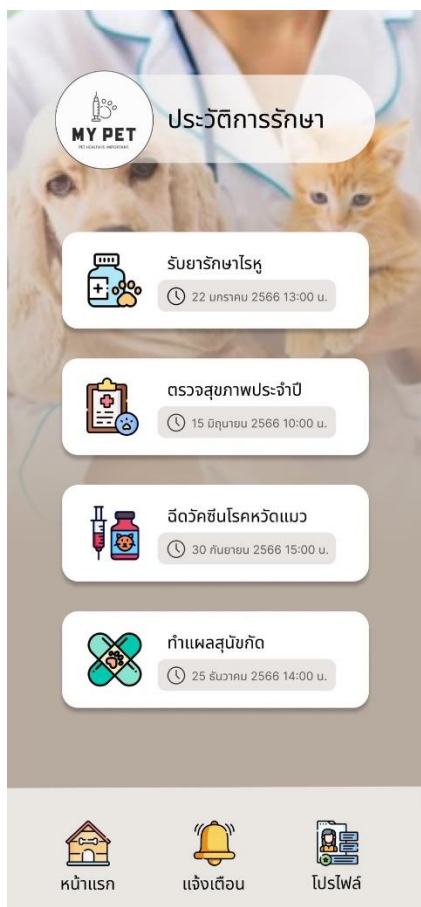 MY PET
ประวัติการรักษา
รับยารักษาไรหู
22 มกราคม 2566 13:00 น.
ตรวจสุขภาพประจำปี
15 มิถุนายน 2566 10:00 น.
ฉีดวัคซีนโรคหวัดแมว
30 กันยายน 2566 15:00 น.
ทำแผลสุนัขกัด
25 ธันวาคม 2566 14:00 น.
หน้าแรก
แจ้งเตือน
โปรไฟล์